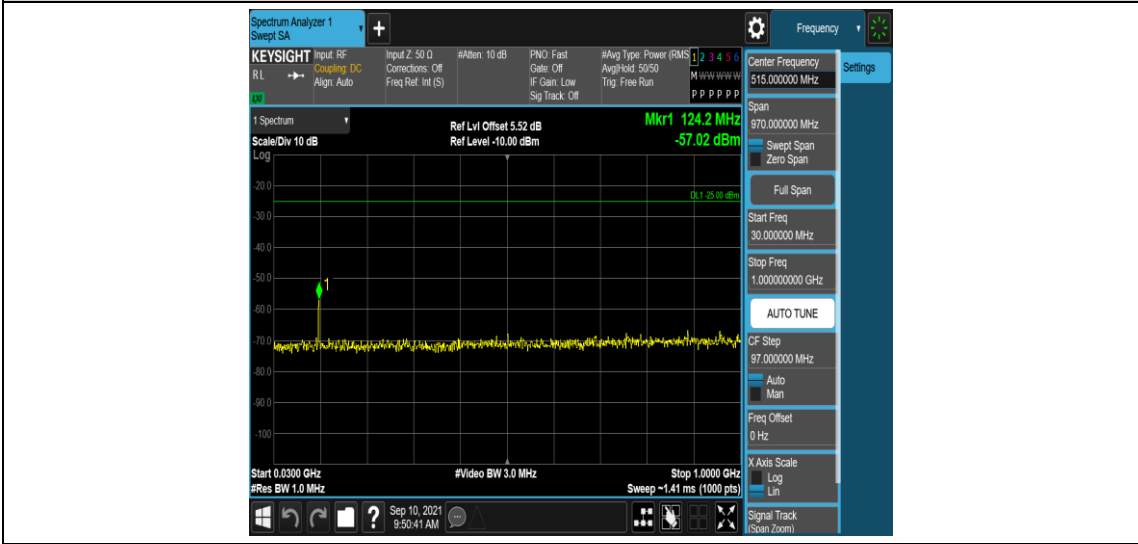 Spectrum Analyzer 1
Swept SA
+
Frequency
KEYSIGHT
RL
LXI
Input: RF
Coupling: DC
Align: Auto
Input Z: 50 Ω
Corrections: Off
Freq Ref: Int (S)
#Atten: 10 dB
PNO: Fast
Gate: Off
IF Gain: Low
Sig Track: Off
#Avg Type: Power (RMS
Avg|Hold: 50/50
Trig: Free Run
1 2 3 4 5 6
M W W W W W
P P P P P P
1 Spectrum
Scale/Div 10 dB
Ref Lvl Offset 5.52 dB
Ref Level -10.00 dBm
Mkr1 124.2 MHz
-57.02 dBm
Log
-20.0
DL1 -25.00 dBm
-30.0
-40.0
-50.0
1
-60.0
-70.0
-80.0
-90.0
-100
Start 0.0300 GHz
#Res BW 1.0 MHz
#Video BW 3.0 MHz
Stop 1.0000 GHz
Sweep ~1.41 ms (1000 pts)
?
Sep 10, 2021
9:50:41 AM
Center Frequency
515.000000 MHz
Settings
Span
970.000000 MHz
Swept Span
Zero Span
Full Span
Start Freq
30.000000 MHz
Stop Freq
1.000000000 GHz
AUTO TUNE
CF Step
97.000000 MHz
Auto
Man
Freq Offset
0 Hz
X Axis Scale
Log
Lin
Signal Track
(Span Zoom)